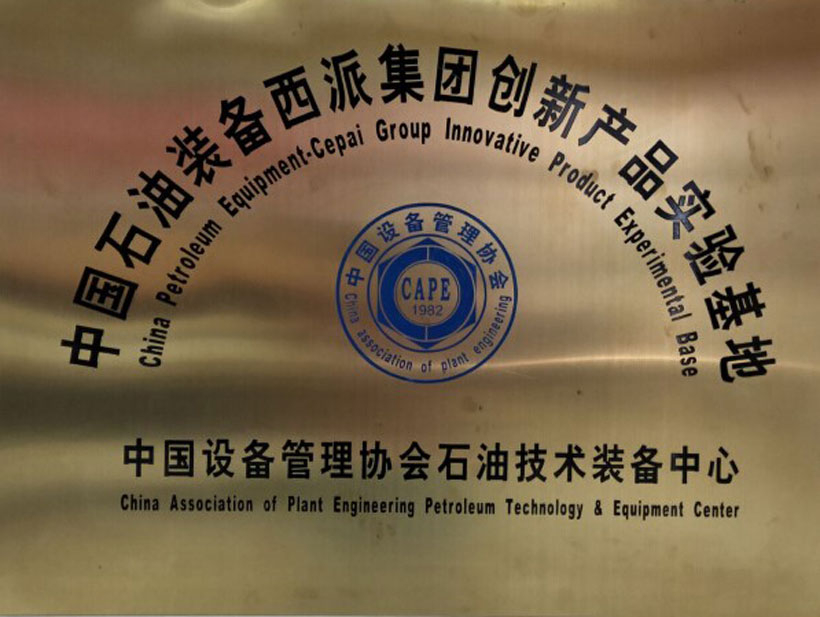 中国石油装备西派集团创新产品实验基地
China Petroleum Equipment-Cepai Group Innovative Product Experimental Base
中国设备管理协会
CAPE
1982
China association of plant engineering
中国设备管理协会石油技术装备中心
China Association of Plant Engineering Petroleum Technology & Equipment Center